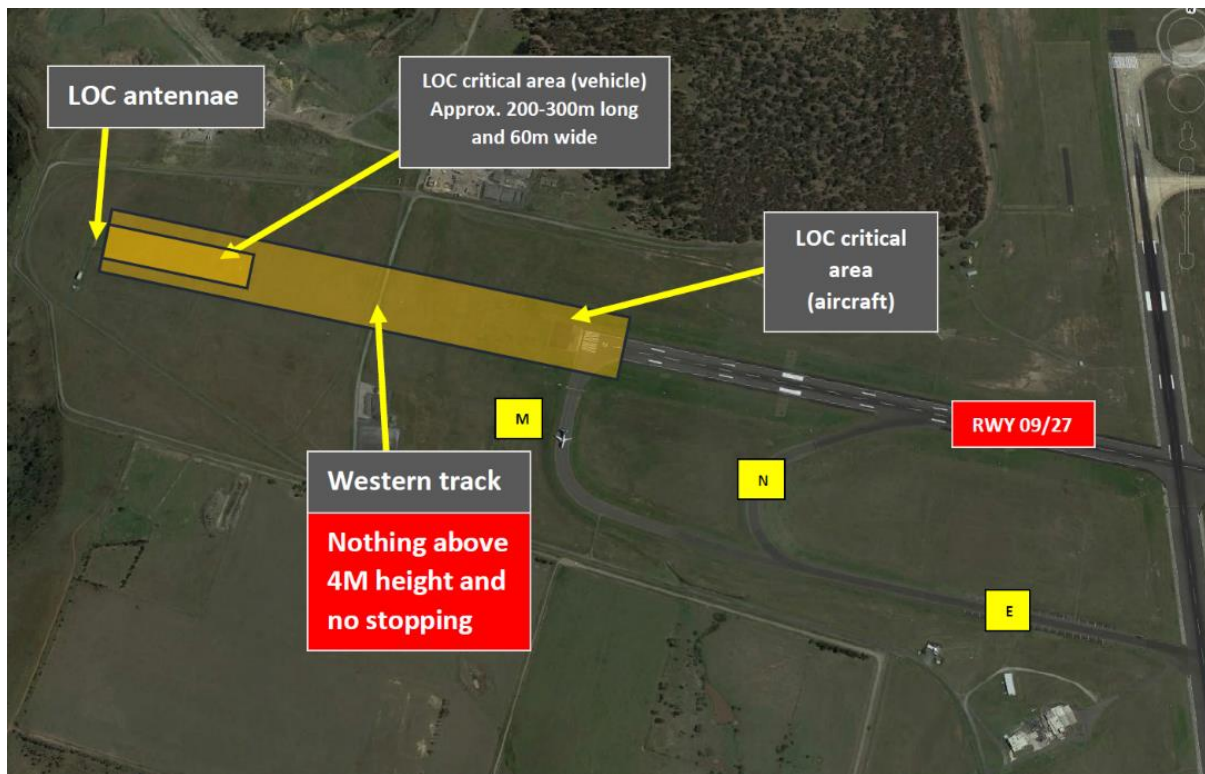 LOC antennae
LOC critical area (vehicle)
Approx. 200-300m long
and 60m wide
LOC critical
area
(aircraft)
M
RWY 09/27
N
Western track
Nothing above
4M height and
no stopping
E